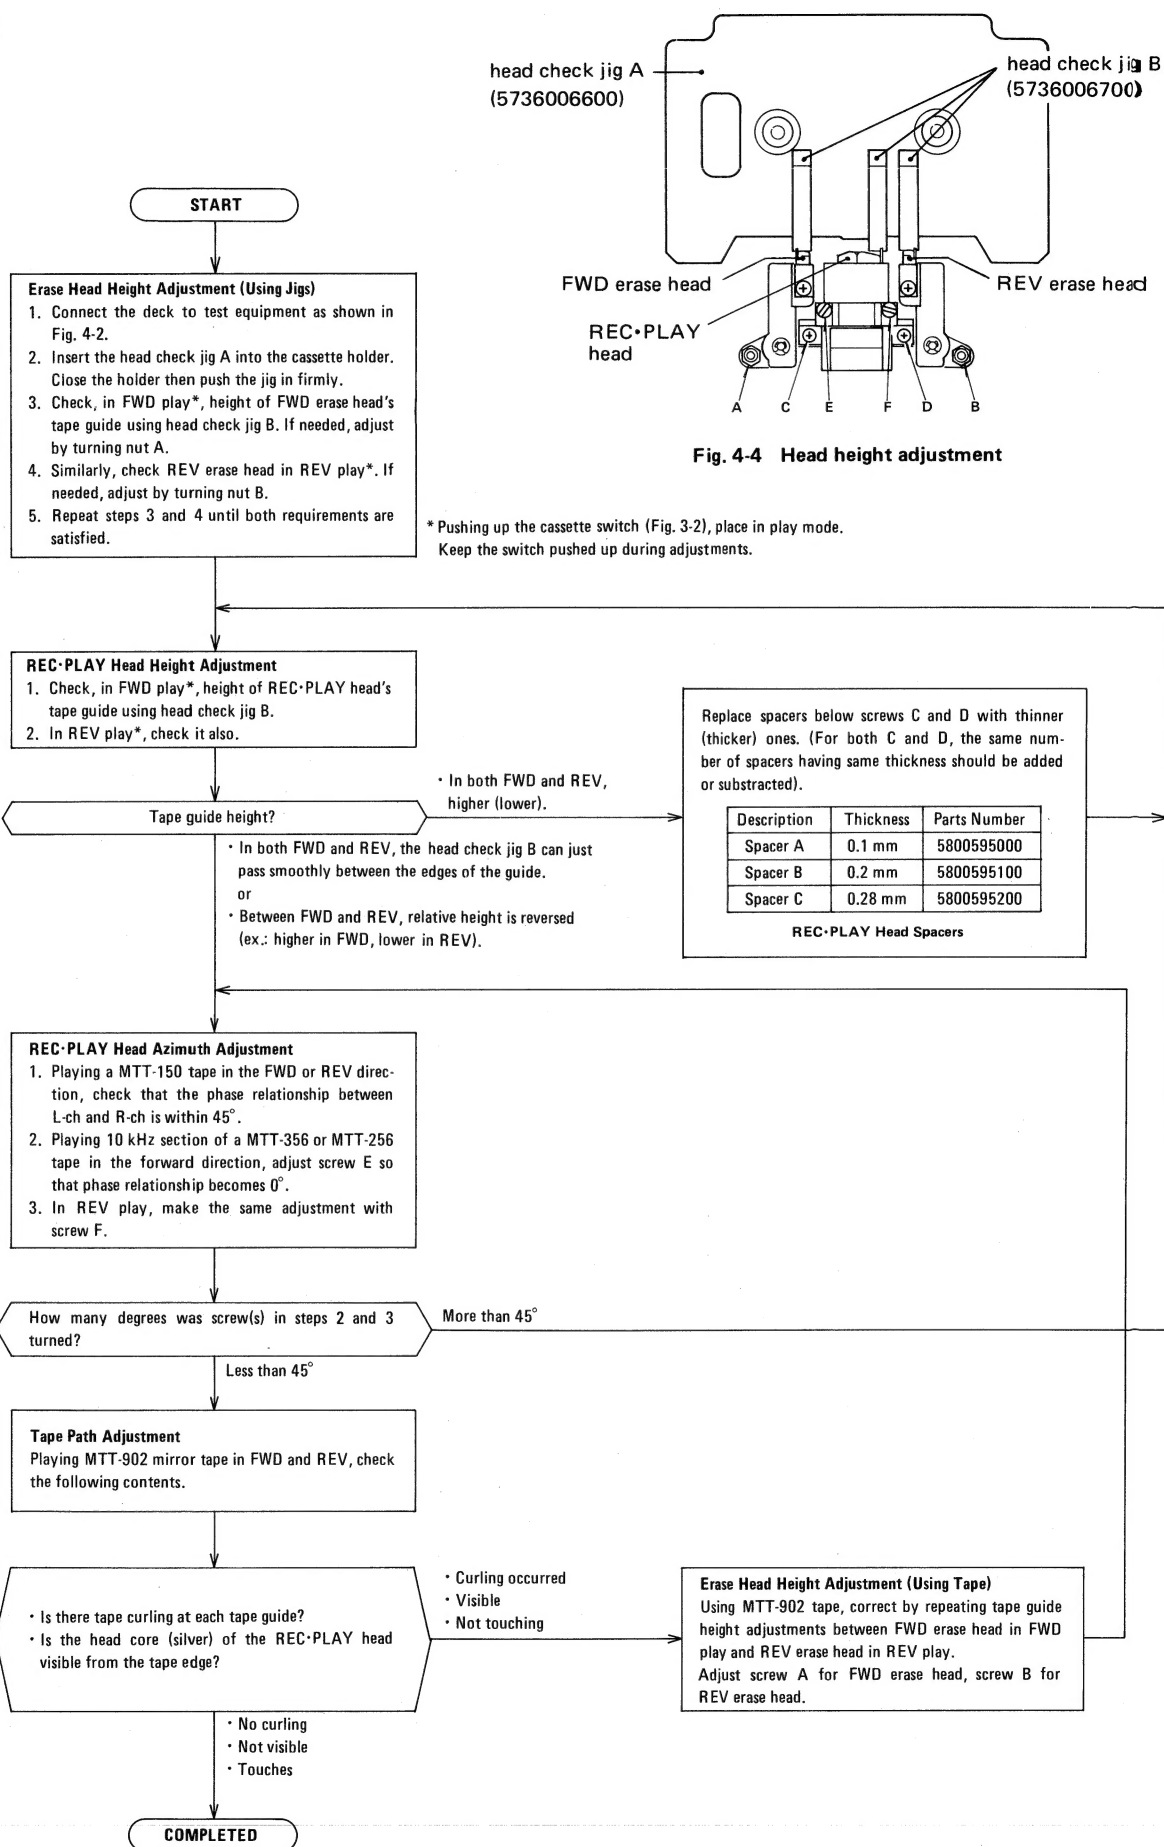 head check jig A
(5736006600)
head check jig B
(5736006700)
FWD erase head
REV erase head
REC•PLAY
head
A C E F D B
Fig. 4-4 Head height adjustment
START
Erase Head Height Adjustment (Using Jigs)
1. Connect the deck to test equipment as shown in
Fig. 4-2.
2. Insert the head check jig A into the cassette holder.
Close the holder then push the jig in firmly.
3. Check, in FWD play*, height of FWD erase head's
tape guide using head check jig B. If needed, adjust
by turning nut A.
4. Similarly, check REV erase head in REV play*. If
needed, adjust by turning nut B.
5. Repeat steps 3 and 4 until both requirements are
satisfied.
* Pushing up the cassette switch (Fig. 3-2), place in play mode.
Keep the switch pushed up during adjustments.
REC•PLAY Head Height Adjustment
1. Check, in FWD play*, height of REC•PLAY head's
tape guide using head check jig B.
2. In REV play*, check it also.
Tape guide height?
• In both FWD and REV,
higher (lower).
Replace spacers below screws C and D with thinner
(thicker) ones. (For both C and D, the same num-
ber of spacers having same thickness should be added
or substracted).
Description Thickness Parts Number
Spacer A 0.1 mm 5800595000
Spacer B 0.2 mm 5800595100
Spacer C 0.28 mm 5800595200
REC•PLAY Head Spacers
• In both FWD and REV, the head check jig B can just
pass smoothly between the edges of the guide.
or
• Between FWD and REV, relative height is reversed
(ex.: higher in FWD, lower in REV).
REC•PLAY Head Azimuth Adjustment
1. Playing a MTT-150 tape in the FWD or REV direc-
tion, check that the phase relationship between
L-ch and R-ch is within 45°.
2. Playing 10 kHz section of a MTT-356 or MTT-256
tape in the forward direction, adjust screw E so
that phase relationship becomes 0°.
3. In REV play, make the same adjustment with
screw F.
How many degrees was screw(s) in steps 2 and 3
turned?
More than 45°
Less than 45°
Tape Path Adjustment
Playing MTT-902 mirror tape in FWD and REV, check
the following contents.
• Is there tape curling at each tape guide?
• Is the head core (silver) of the REC•PLAY head
visible from the tape edge?
• Curling occurred
• Visible
• Not touching
Erase Head Height Adjustment (Using Tape)
Using MTT-902 tape, correct by repeating tape guide
height adjustments between FWD erase head in FWD
play and REV erase head in REV play.
Adjust screw A for FWD erase head, screw B for
REV erase head.
• No curling
• Not visible
• Touches
COMPLETED